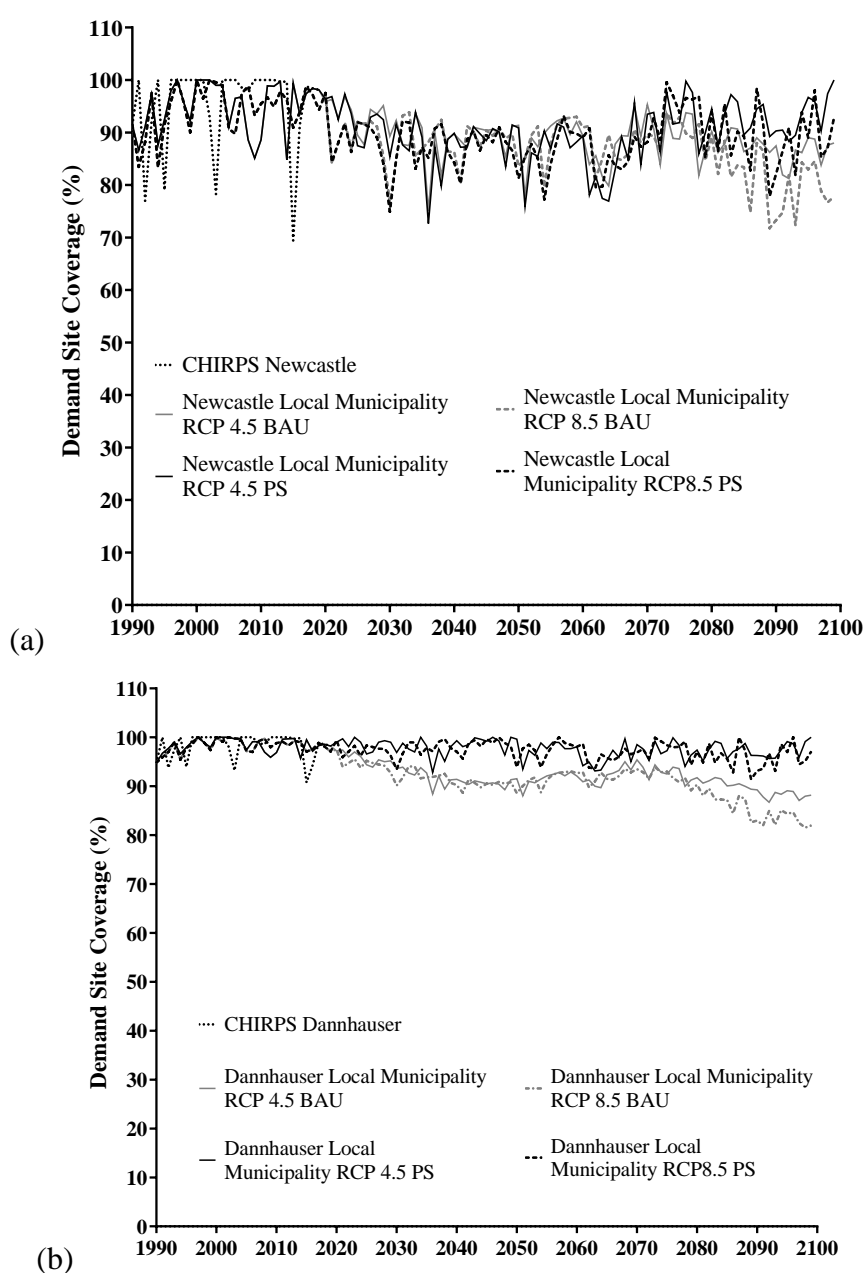 110
100
90
80
70
60
50
40
30
20
10
0
Demand Site Coverage (%)
CHIRPS Newcastle
Newcastle Local Municipality
RCP 4.5 BAU
Newcastle Local Municipality
RCP 8.5 BAU
Newcastle Local Municipality
RCP 4.5 PS
Newcastle Local
Municipality RCP8.5 PS
1990 2000 2010 2020 2030 2040 2050 2060 2070 2080 2090 2100
(a)
110
100
90
80
70
60
50
40
30
20
10
0
Demand Site Coverage (%)
CHIRPS Dannhauser
Dannhauser Local Municipality
RCP 4.5 BAU
Dannhauser Local Municipality
RCP 8.5 BAU
Dannhauser Local
Municipality RCP 4.5 PS
Dannhauser Local
Municipality RCP8.5 PS
1990 2000 2010 2020 2030 2040 2050 2060 2070 2080 2090 2100
(b)